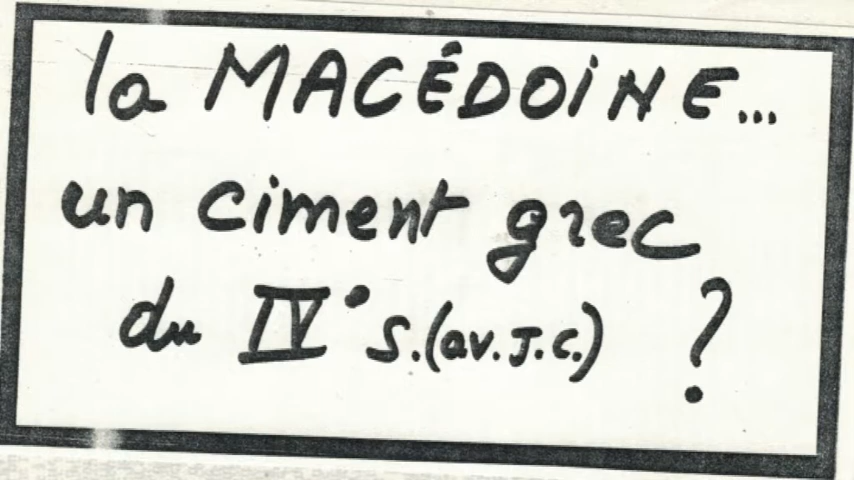 la MACÉDOINE...
un ciment grec
du IV° s. (av. J.C.) ?